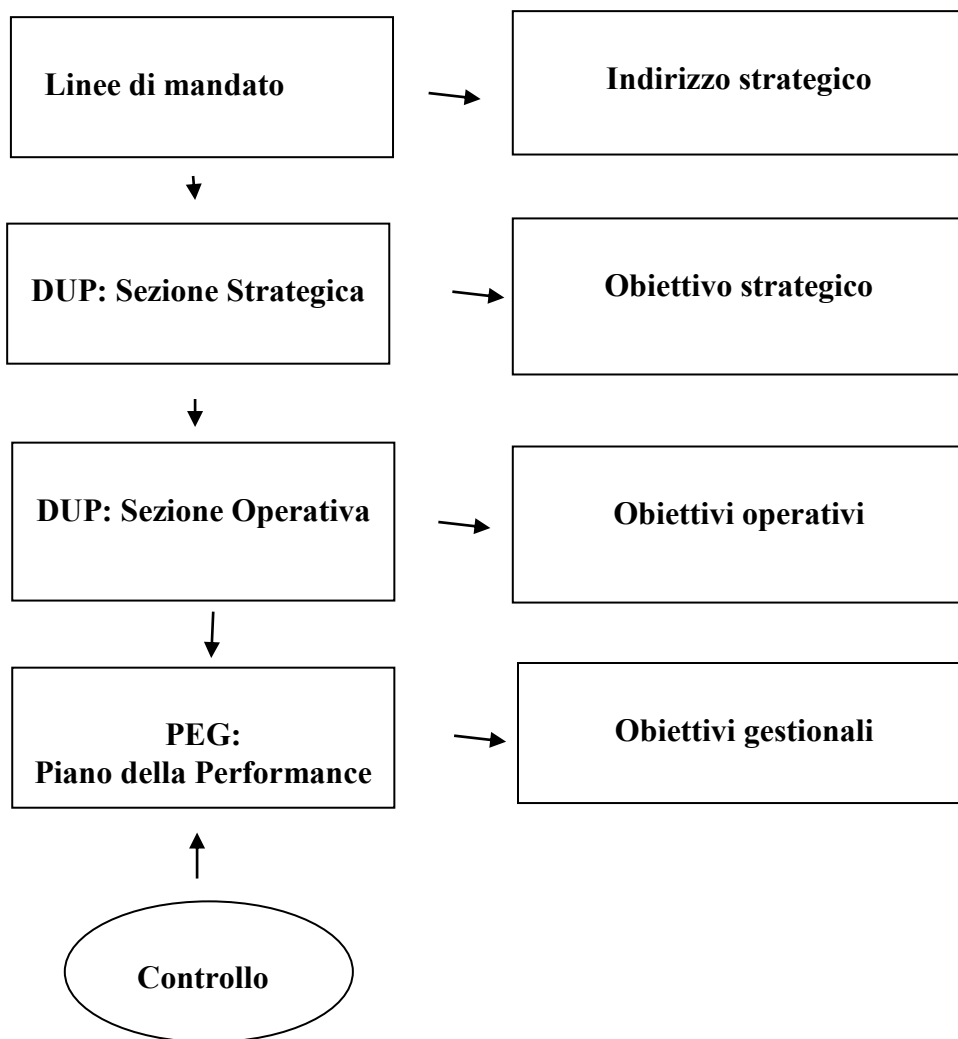 Linee di mandato
Indirizzo strategico
DUP: Sezione Strategica
Obiettivo strategico
DUP: Sezione Operativa
Obiettivi operativi
PEG:
Piano della Performance
Obiettivi gestionali
Controllo